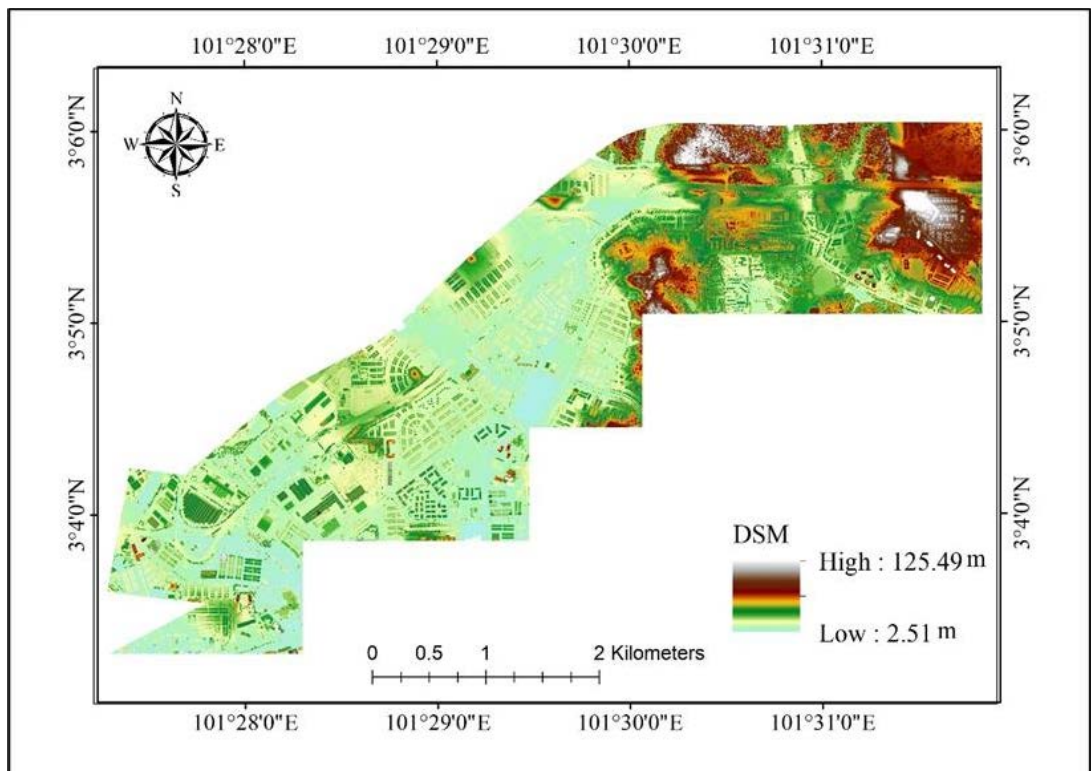 101°28'0"E 101°29'0"E 101°30'0"E 101°31'0"E
N
W E
S
3°6'0"N 3°6'0"N
3°5'0"N 3°5'0"N
3°4'0"N 3°4'0"N
DSM
High : 125.49 m
Low : 2.51 m
0 0.5 1 2 Kilometers
101°28'0"E 101°29'0"E 101°30'0"E 101°31'0"E